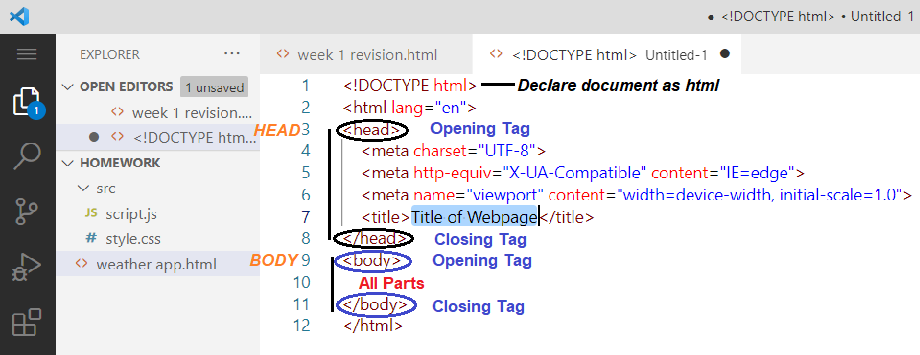 ● <!DOCTYPE html> • Untitled-1
EXPLORER ···
week 1 revision.html
<!DOCTYPE html> Untitled-1 ●
OPEN EDITORS 1 unsaved
week 1 revision....
● <!DOCTYPE htm...
HOMEWORK
src
JS script.js
# style.css
weather app.html
1
1 <!DOCTYPE html> Declare document as html
2 <html lang="en">
HEAD 3 <head> Opening Tag
4 <meta charset="UTF-8">
5 <meta http-equiv="X-UA-Compatible" content="IE=edge">
6 <meta name="viewport" content="width=device-width, initial-scale=1.0">
7 <title>Title of Webpage</title>
8 </head> Closing Tag
BODY 9 <body> Opening Tag
10 All Parts
11 </body> Closing Tag
12 </html>